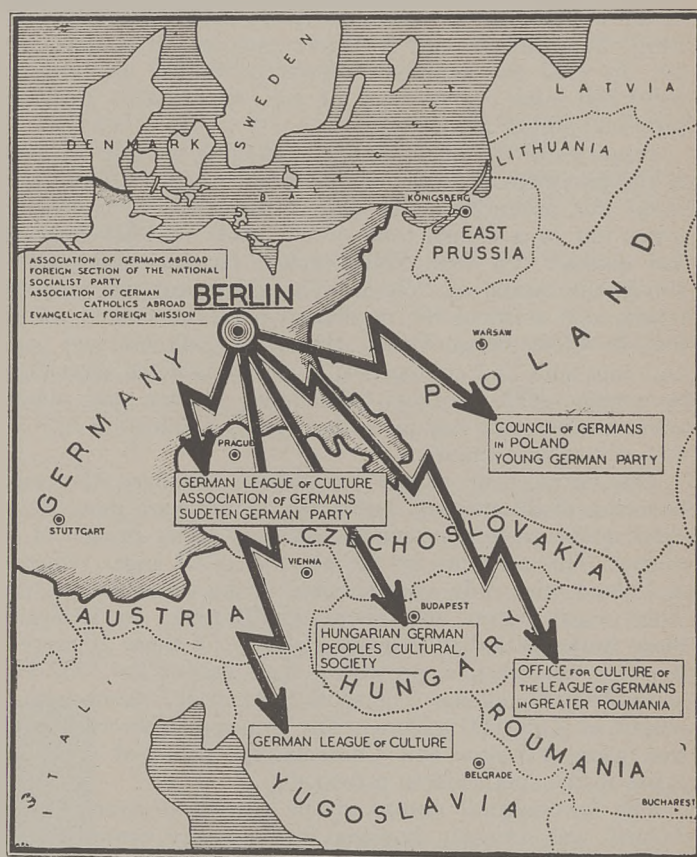 SWEDEN
LATVIA
DENMARK
LITHUANIA
BALTIC SEA
KÖNIGSBERG
EAST
PRUSSIA
ASSOCIATION OF GERMANS ABROAD
FOREIGN SECTION OF THE NATIONAL
SOCIALIST PARTY
ASSOCIATION OF GERMAN
CATHOLICS ABROAD
EVANGELICAL FOREIGN MISSION
BERLIN
WARSAW
POLAND
GERMANY
COUNCIL OF GERMANS
IN POLAND
YOUNG GERMAN PARTY
PRAGUE
GERMAN LEAGUE OF CULTURE
ASSOCIATION OF GERMANS
SUDETEN GERMAN PARTY
STUTTGART
CZECHOSLOVAKIA
VIENNA
AUSTRIA
BUDAPEST
HUNGARIAN GERMAN
PEOPLES CULTURAL
SOCIETY
HUNGARY
OFFICE FOR CULTURE OF
THE LEAGUE OF GERMANS
IN GREATER ROUMANIA
ROUMANIA
GERMAN LEAGUE OF CULTURE
ITAL
BELGRADE
YUGOSLAVIA
BUCHAREST